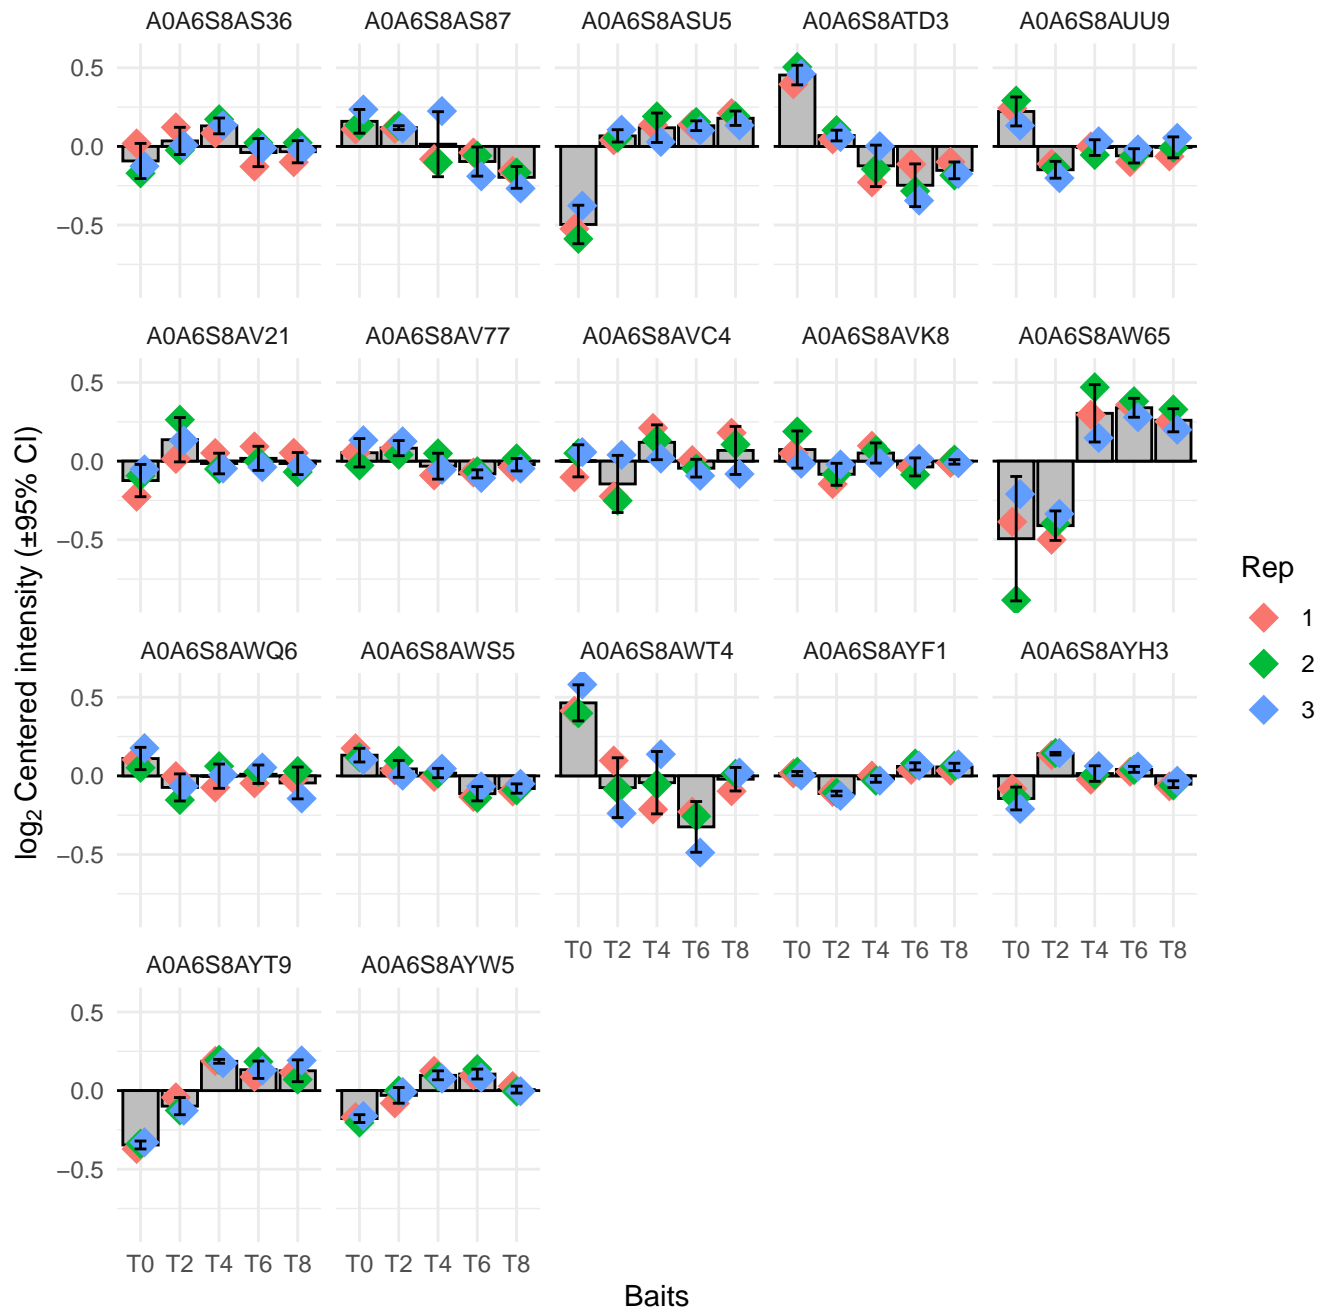 A0A6S8AS36 A0A6S8AS87 A0A6S8ASU5 A0A6S8ATD3 A0A6S8AUU9
0.5
0.0
−0.5
A0A6S8AV21 A0A6S8AV77 A0A6S8AVC4 A0A6S8AVK8 A0A6S8AW65
0.5
0.0
−0.5
A0A6S8AWQ6 A0A6S8AWS5 A0A6S8AWT4 A0A6S8AYF1 A0A6S8AYH3
0.5
0.0
−0.5
T0 T2 T4 T6 T8 T0 T2 T4 T6 T8 T0 T2 T4 T6 T8
A0A6S8AYT9 A0A6S8AYW5
0.5
0.0
−0.5
T0 T2 T4 T6 T8 T0 T2 T4 T6 T8
Baits
log₂ Centered intensity (±95% CI)
Rep
1
2
3